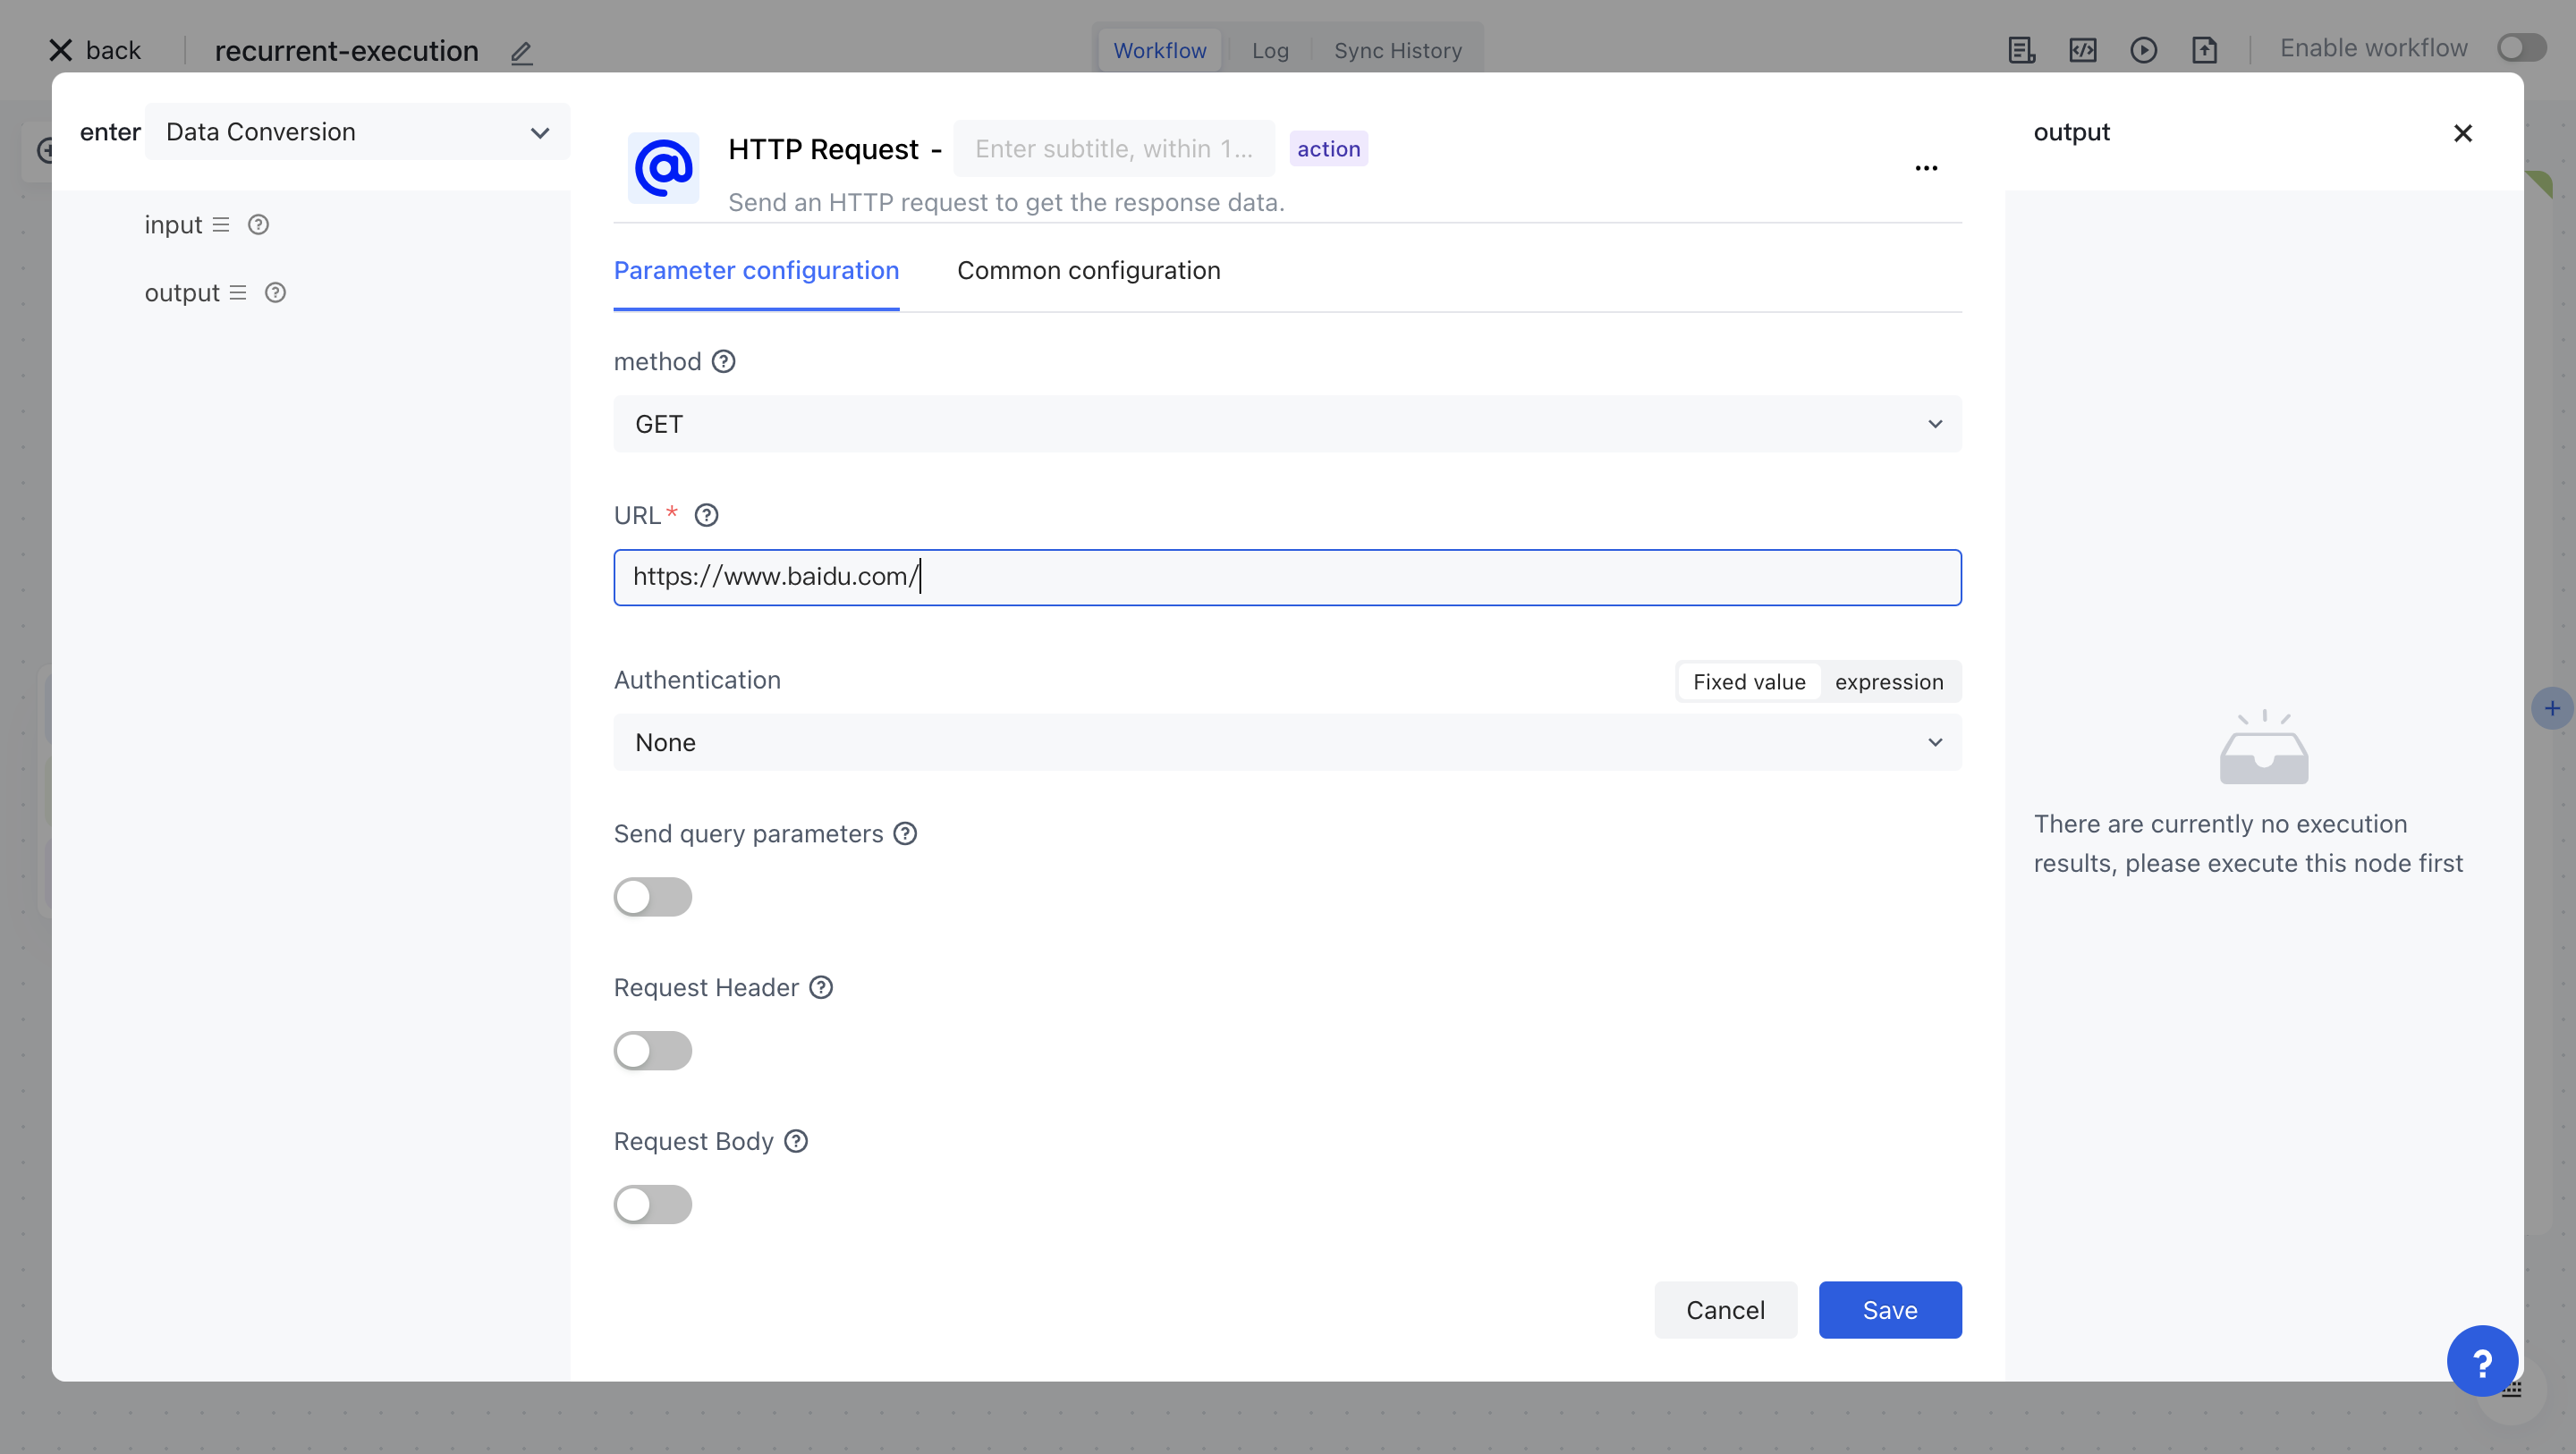 back
recurrent-execution
Workflow
Log
Sync History
Enable workflow
enter
Data Conversion
input
output
HTTP Request -
Enter subtitle, within 1...
action
Send an HTTP request to get the response data.
Parameter configuration
Common configuration
method
GET
URL*
https://www.baidu.com/
Authentication
Fixed value
expression
None
Send query parameters
Request Header
Request Body
Cancel
Save
output
There are currently no execution
results, please execute this node first